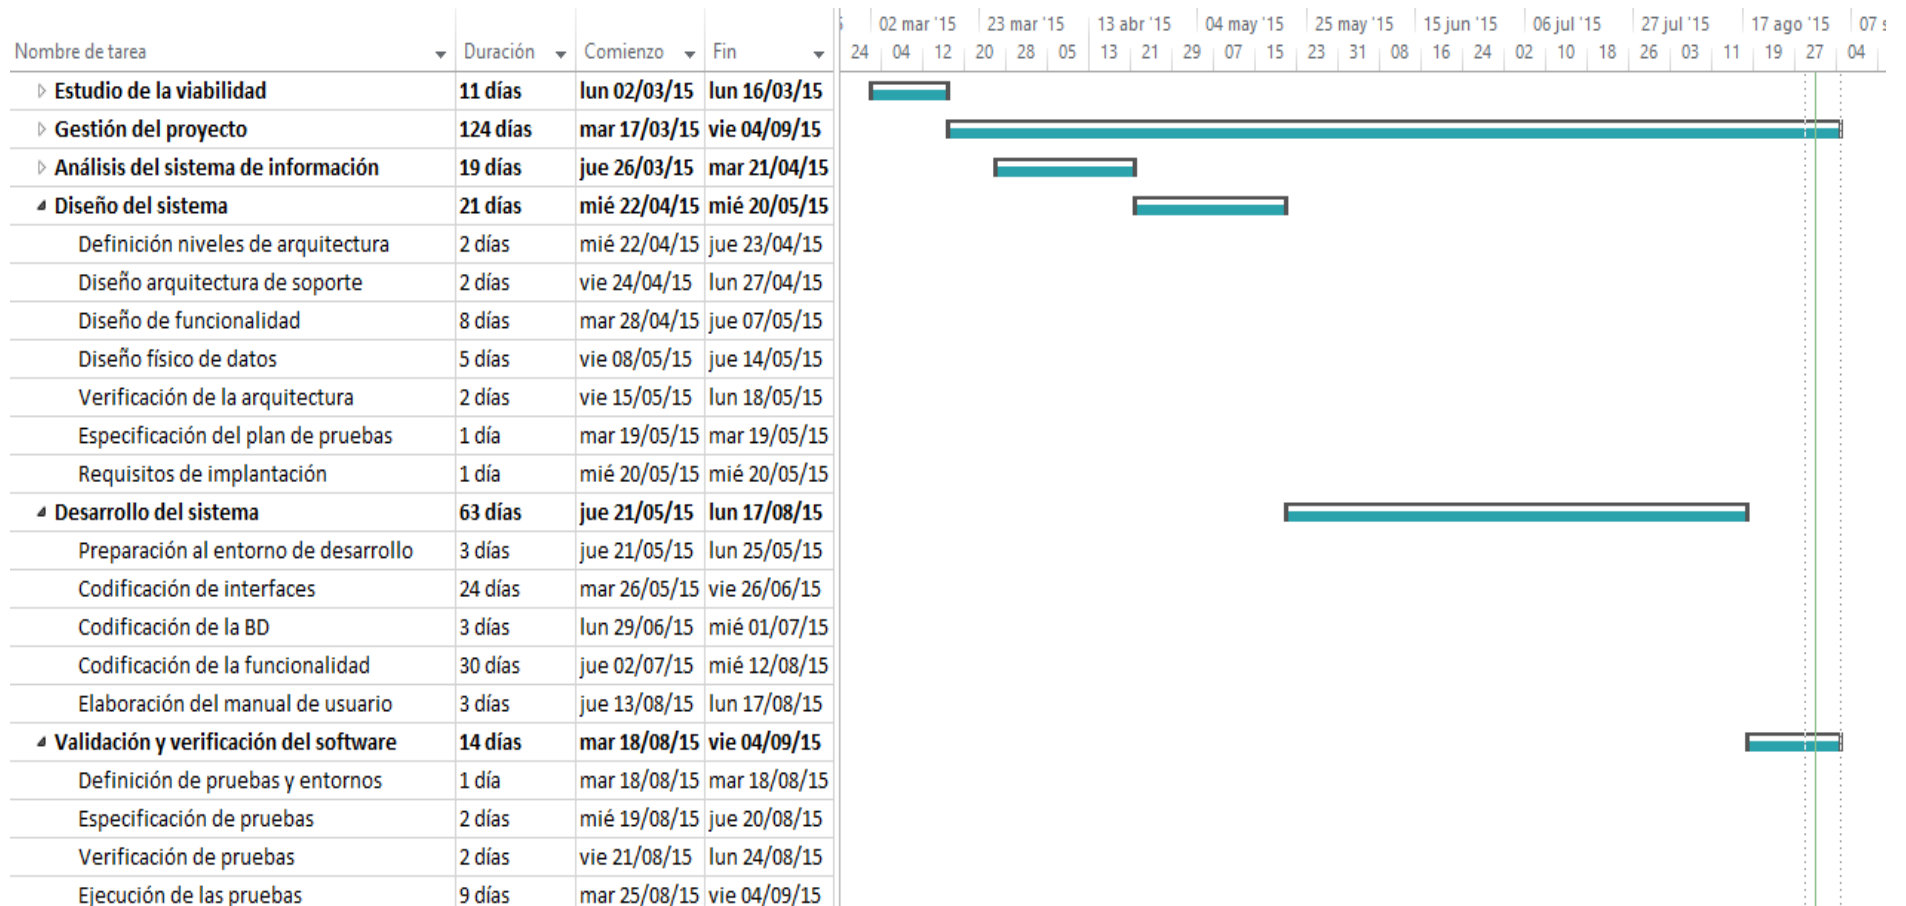 02 mar '15 23 mar '15 13 abr '15 04 may '15 25 may '15 15 jun '15 06 jul '15 27 jul '15 17 ago '15 07
Nombre de tarea Duración Comienzo Fin 24 04 12 20 28 05 13 21 29 07 15 23 31 08 16 24 02 10 18 26 03 11 19 27 04
Estudio de la viabilidad 11 días lun 02/03/15 lun 16/03/15
Gestión del proyecto 124 días mar 17/03/15 vie 04/09/15
Análisis del sistema de información 19 días jue 26/03/15 mar 21/04/15
Diseño del sistema 21 días mié 22/04/15 mié 20/05/15
Definición niveles de arquitectura 2 días mié 22/04/15 jue 23/04/15
Diseño arquitectura de soporte 2 días vie 24/04/15 lun 27/04/15
Diseño de funcionalidad 8 días mar 28/04/15 jue 07/05/15
Diseño físico de datos 5 días vie 08/05/15 jue 14/05/15
Verificación de la arquitectura 2 días vie 15/05/15 lun 18/05/15
Especificación del plan de pruebas 1 día mar 19/05/15 mar 19/05/15
Requisitos de implantación 1 día mié 20/05/15 mié 20/05/15
Desarrollo del sistema 63 días jue 21/05/15 lun 17/08/15
Preparación al entorno de desarrollo 3 días jue 21/05/15 lun 25/05/15
Codificación de interfaces 24 días mar 26/05/15 vie 26/06/15
Codificación de la BD 3 días lun 29/06/15 mié 01/07/15
Codificación de la funcionalidad 30 días jue 02/07/15 mié 12/08/15
Elaboración del manual de usuario 3 días jue 13/08/15 lun 17/08/15
Validación y verificación del software 14 días mar 18/08/15 vie 04/09/15
Definición de pruebas y entornos 1 día mar 18/08/15 mar 18/08/15
Especificación de pruebas 2 días mié 19/08/15 jue 20/08/15
Verificación de pruebas 2 días vie 21/08/15 lun 24/08/15
Ejecución de las pruebas 9 días mar 25/08/15 vie 04/09/15